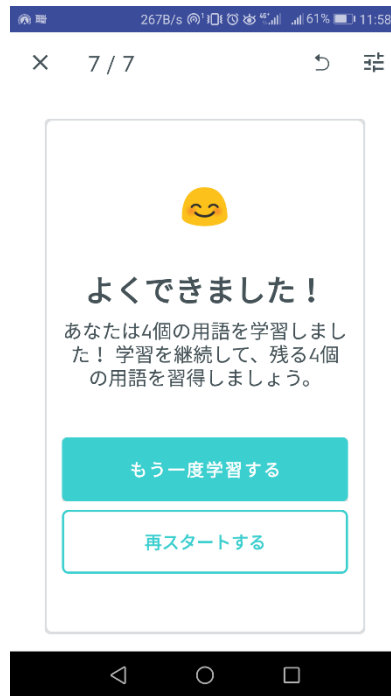 267B/s 61% 11:58
7 / 7
よくできました！
あなたは4個の用語を学習しまし
た！ 学習を継続して、残る4個
の用語を習得しましょう。
もう一度学習する
再スタートする